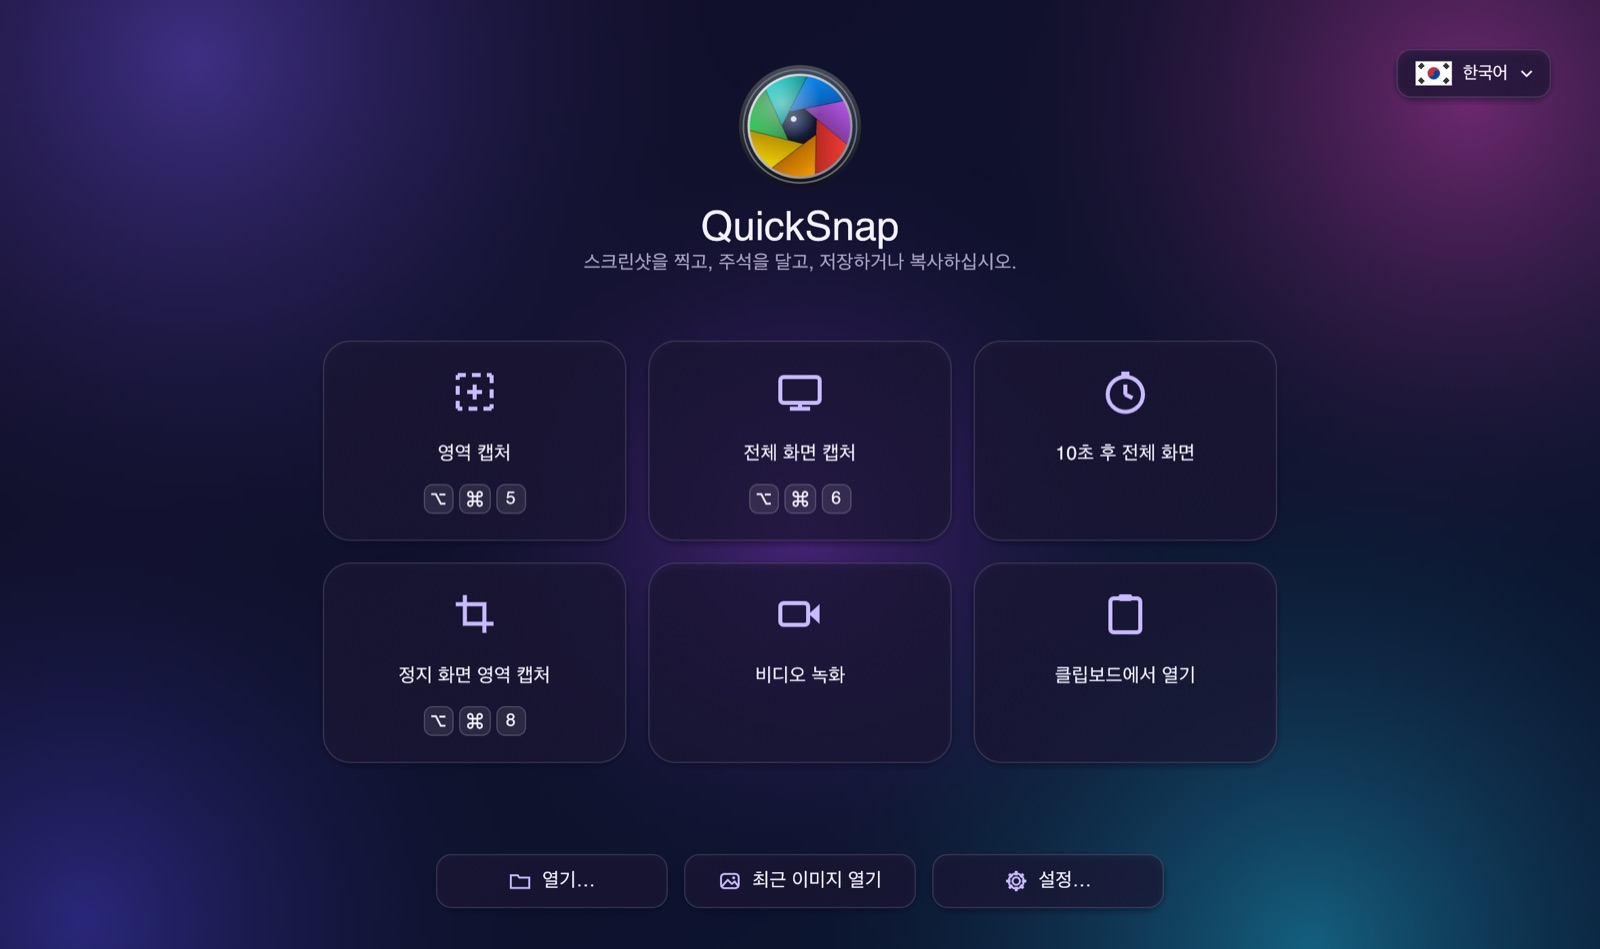 한국어
QuickSnap
스크린샷을 찍고, 주석을 달고, 저장하거나 복사하십시오.
영역 캡처
⌥ ⌘ 5
전체 화면 캡처
⌥ ⌘ 6
10초 후 전체 화면
정지 화면 영역 캡처
⌥ ⌘ 8
비디오 녹화
클립보드에서 열기
열기...
최근 이미지 열기
설정...